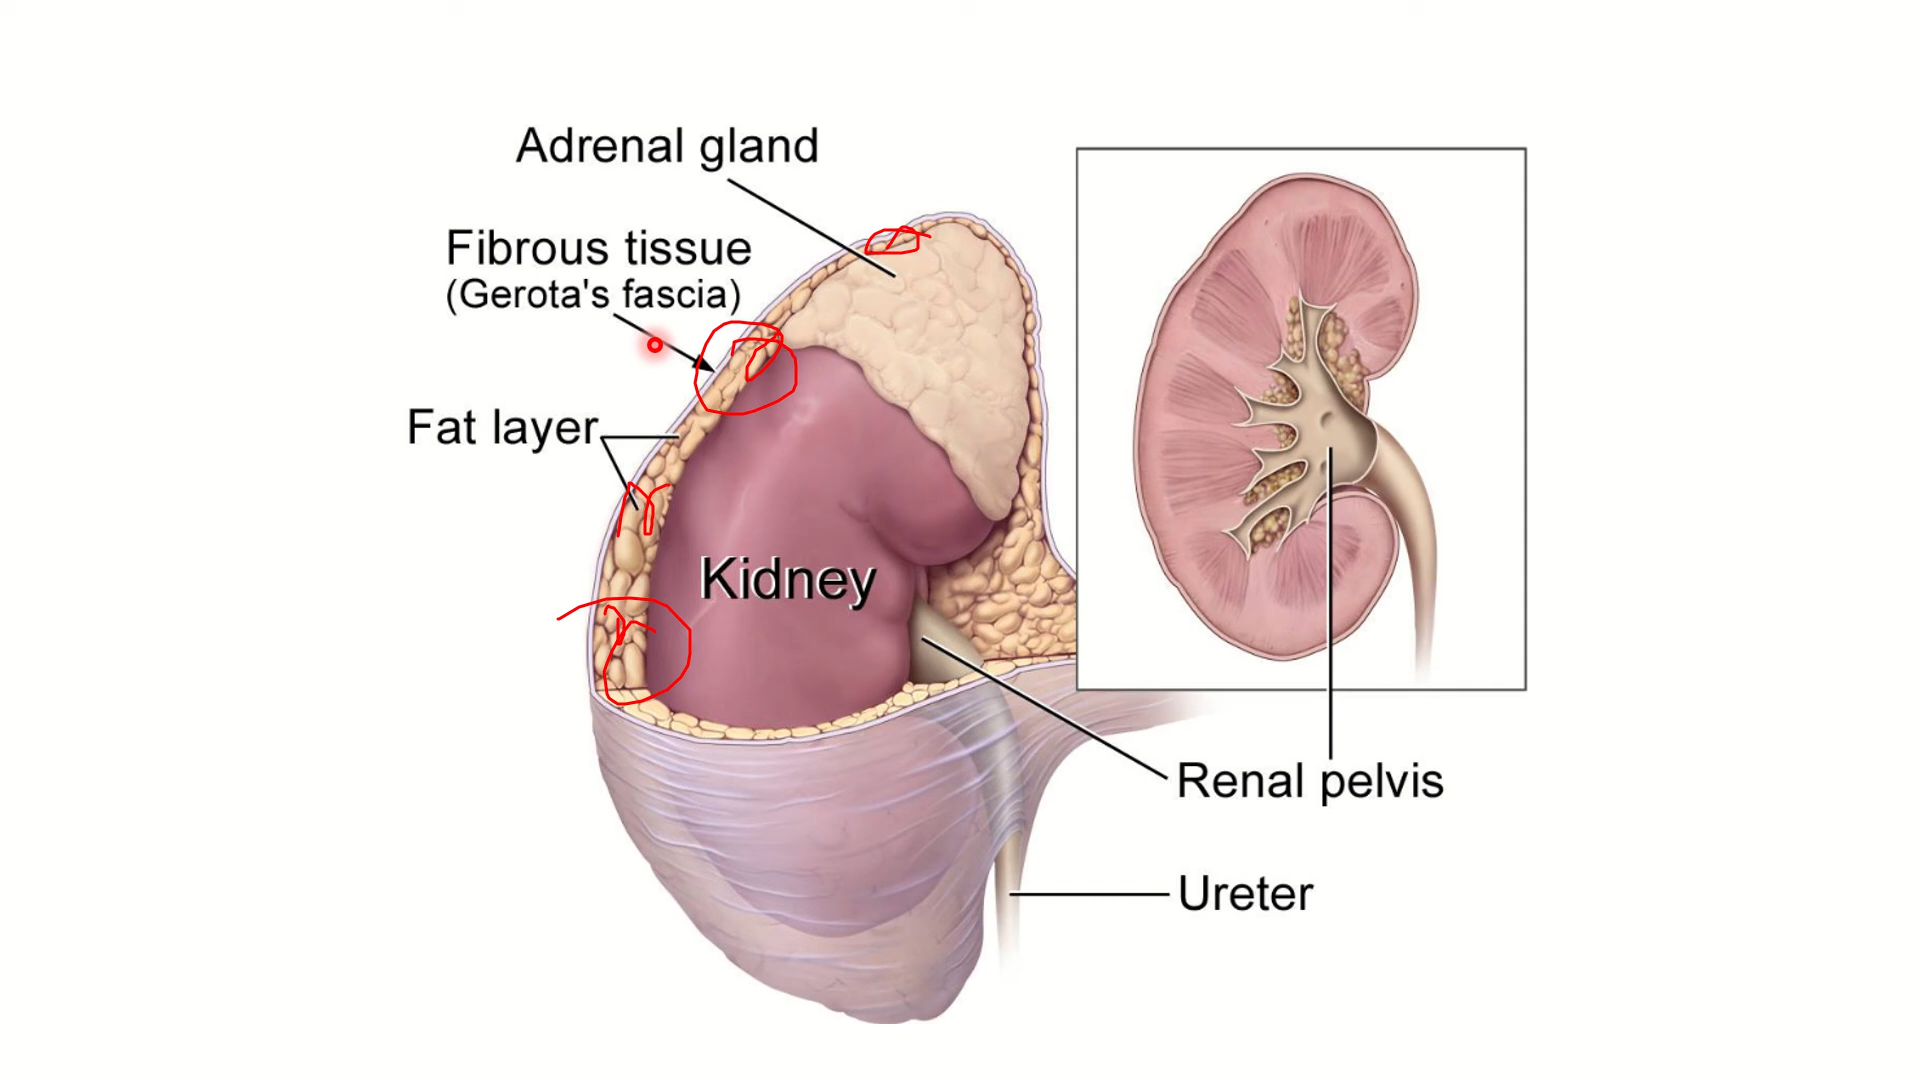 Adrenal gland
Fibrous tissue
(Gerota's fascia)
Fat layer
Kidney
Renal pelvis
Ureter